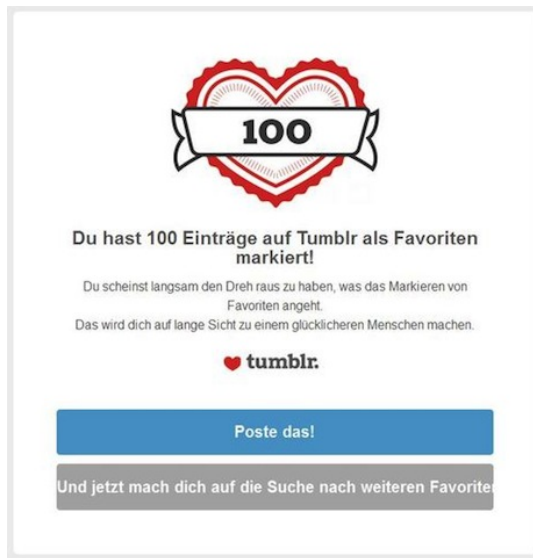 100
Du hast 100 Einträge auf Tumblr als Favoriten
markiert!
Du scheinst langsam den Dreh raus zu haben, was das Markieren von
Favoriten angeht.
Das wird dich auf lange Sicht zu einem glücklicheren Menschen machen.
tumblr.
Poste das!
Und jetzt mach dich auf die Suche nach weiteren Favoriten